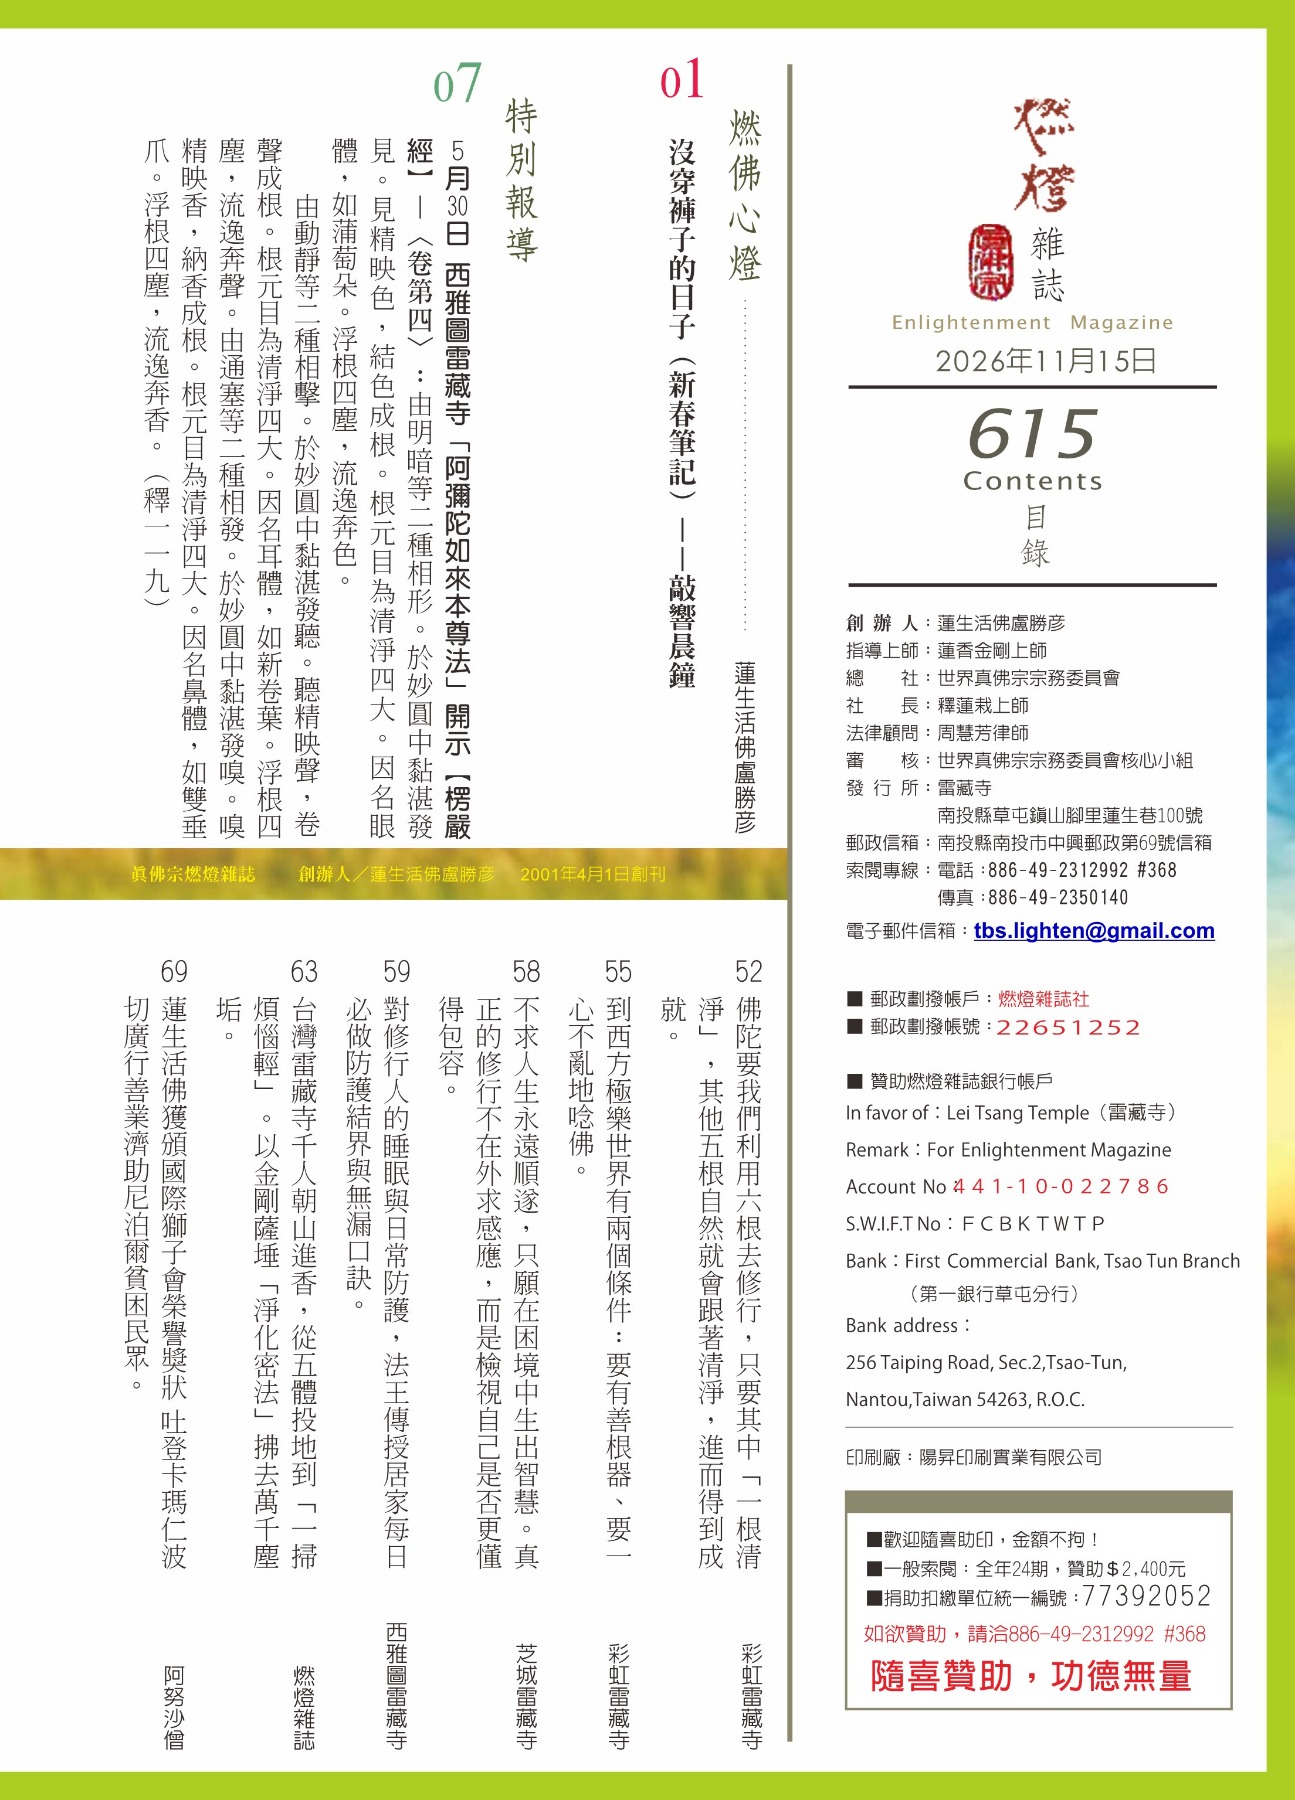 燃燈
雜誌
真佛宗
Enlightenment Magazine
2026年11月15日
615
Contents
目錄
創辦人：蓮生活佛盧勝彥
指導上師：蓮香金剛上師
總社：世界真佛宗宗務委員會
社長：釋蓮栽上師
法律顧問：周慧芳律師
審核：世界真佛宗宗務委員會核心小組
發行所：雷藏寺
南投縣草屯鎮山腳里蓮生巷100號
郵政信箱：南投縣南投市中興郵政第69號信箱
索閱專線：電話：886-49-2312992 #368
傳真：886-49-2350140
電子郵件信箱：tbs.lighten@gmail.com
■ 郵政劃撥帳戶：燃燈雜誌社
■ 郵政劃撥帳號：22651252
■ 贊助燃燈雜誌銀行帳戶
In favor of：Lei Tsang Temple（雷藏寺）
Remark：For Enlightenment Magazine
Account No：441-10-022786
S.W.I.F.T No：ＦＣＢＫＴＷＴＰ
Bank：First Commercial Bank, Tsao Tun Branch
（第一銀行草屯分行）
Bank address：
256 Taiping Road, Sec.2,Tsao-Tun,
Nantou,Taiwan 54263, R.O.C.
印刷廠：陽昇印刷實業有限公司
■歡迎隨喜助印，金額不拘！
■一般索閱：全年24期，贊助＄2,400元
■捐助扣繳單位統一編號：77392052
如欲贊助，請洽886-49-2312992 #368
隨喜贊助，功德無量
燃佛心燈……………………蓮生活佛盧勝彥
01
沒穿褲子的日子（新春筆記）——敲響晨鐘
特別報導
07
5月30日 西雅圖雷藏寺「阿彌陀如來本尊法」開示【楞嚴
經】—〈卷第四〉：由明暗等二種相形。於妙圓中黏湛發
見。見精映色，結色成根。根元目為清淨四大。因名眼
體，如蒲萄朵。浮根四塵，流逸奔色。
由動靜等二種相擊。於妙圓中黏湛發聽。聽精映聲，卷
聲成根。根元目為清淨四大。因名耳體，如新卷葉。浮根四
塵，流逸奔聲。由通塞等二種相發。於妙圓中黏湛發嗅。嗅
精映香，納香成根。根元目為清淨四大。因名鼻體，如雙垂
爪。浮根四塵，流逸奔香。（釋一一九）
真佛宗燃燈雜誌 創辦人／蓮生活佛盧勝彦 2001年4月1日創刊
52
佛陀要我們利用六根去修行，只要其中「一根清
淨」，其他五根自然就會跟著清淨，進而得到成
就。
彩虹雷藏寺
55
到西方極樂世界有兩個條件：要有善根器、要一
心不亂地唸佛。
彩虹雷藏寺
58
不求人生永遠順遂，只願在困境中生出智慧。真
正的修行不在外求感應，而是檢視自己是否更懂
得包容。
芝城雷藏寺
59
對修行人的睡眠與日常防護，法王傳授居家每日
必做防護結界與無漏口訣。
西雅圖雷藏寺
63
台灣雷藏寺千人朝山進香，從五體投地到「一掃
煩惱輕」。以金剛薩埵「淨化密法」拂去萬千塵
垢。
燃燈雜誌
69
蓮生活佛獲頒國際獅子會榮譽獎狀 吐登卡瑪仁波
切廣行善業濟助尼泊爾貧困民眾。
阿努沙僧